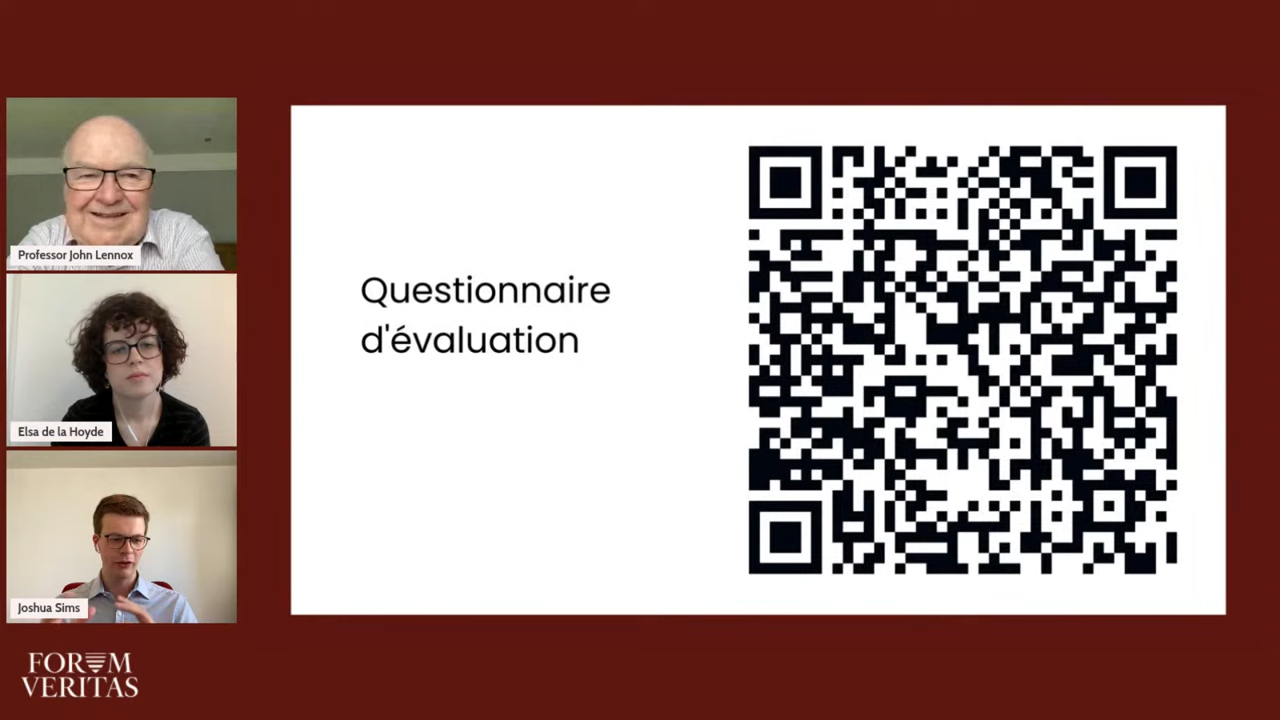 Professor John Lennox
Elsa de la Hoyde
Joshua Sims
Questionnaire
d'évaluation
FORUM
VERITAS